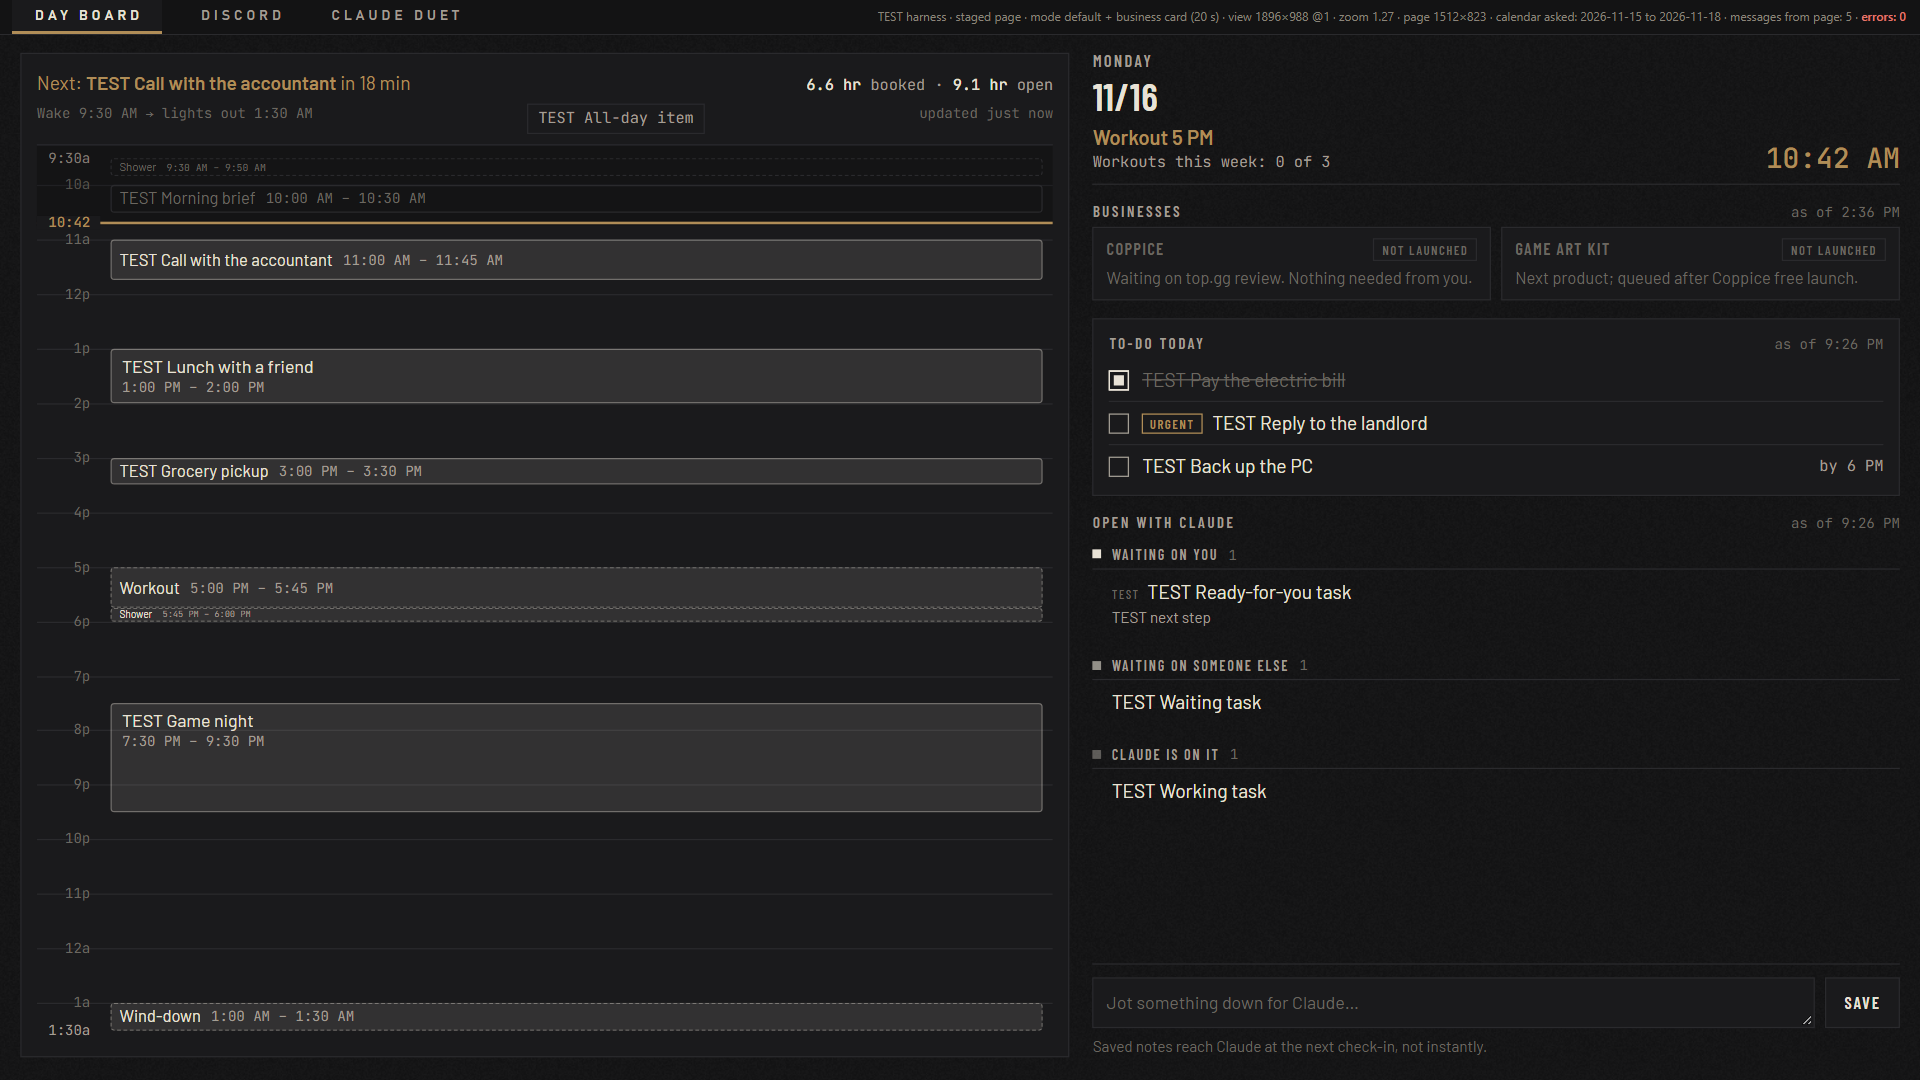 DAY BOARD
DISCORD
CLAUDE DUET
TEST harness · staged page · mode default + business card (20 s) · view 1896×988 @1 · zoom 1.27 · page 1512×823 · calendar asked: 2026-11-15 to 2026-11-18 · messages from page: 5 · errors: 0
Next: TEST Call with the accountant in 18 min
6.6 hr booked · 9.1 hr open
Wake 9:30 AM → lights out 1:30 AM
TEST All-day item
updated just now
9:30a
Shower 9:30 AM – 9:50 AM
10a
TEST Morning brief 10:00 AM – 10:30 AM
10:42
11a
TEST Call with the accountant 11:00 AM – 11:45 AM
12p
1p
TEST Lunch with a friend
1:00 PM – 2:00 PM
2p
3p
TEST Grocery pickup 3:00 PM – 3:30 PM
4p
5p
Workout 5:00 PM – 5:45 PM
Shower 5:45 PM – 6:00 PM
6p
7p
TEST Game night
8p
7:30 PM – 9:30 PM
9p
10p
11p
12a
1a
Wind-down 1:00 AM – 1:30 AM
1:30a
MONDAY
11/16
Workout 5 PM
Workouts this week: 0 of 3
10:42 AM
BUSINESSES
as of 2:36 PM
COPPICE
NOT LAUNCHED
Waiting on top.gg review. Nothing needed from you.
GAME ART KIT
NOT LAUNCHED
Next product; queued after Coppice free launch.
TO-DO TODAY
as of 9:26 PM
TEST Pay the electric bill
URGENT TEST Reply to the landlord
TEST Back up the PC
by 6 PM
OPEN WITH CLAUDE
as of 9:26 PM
WAITING ON YOU 1
TEST TEST Ready-for-you task
TEST next step
WAITING ON SOMEONE ELSE 1
TEST Waiting task
CLAUDE IS ON IT 1
TEST Working task
Jot something down for Claude...
SAVE
Saved notes reach Claude at the next check-in, not instantly.